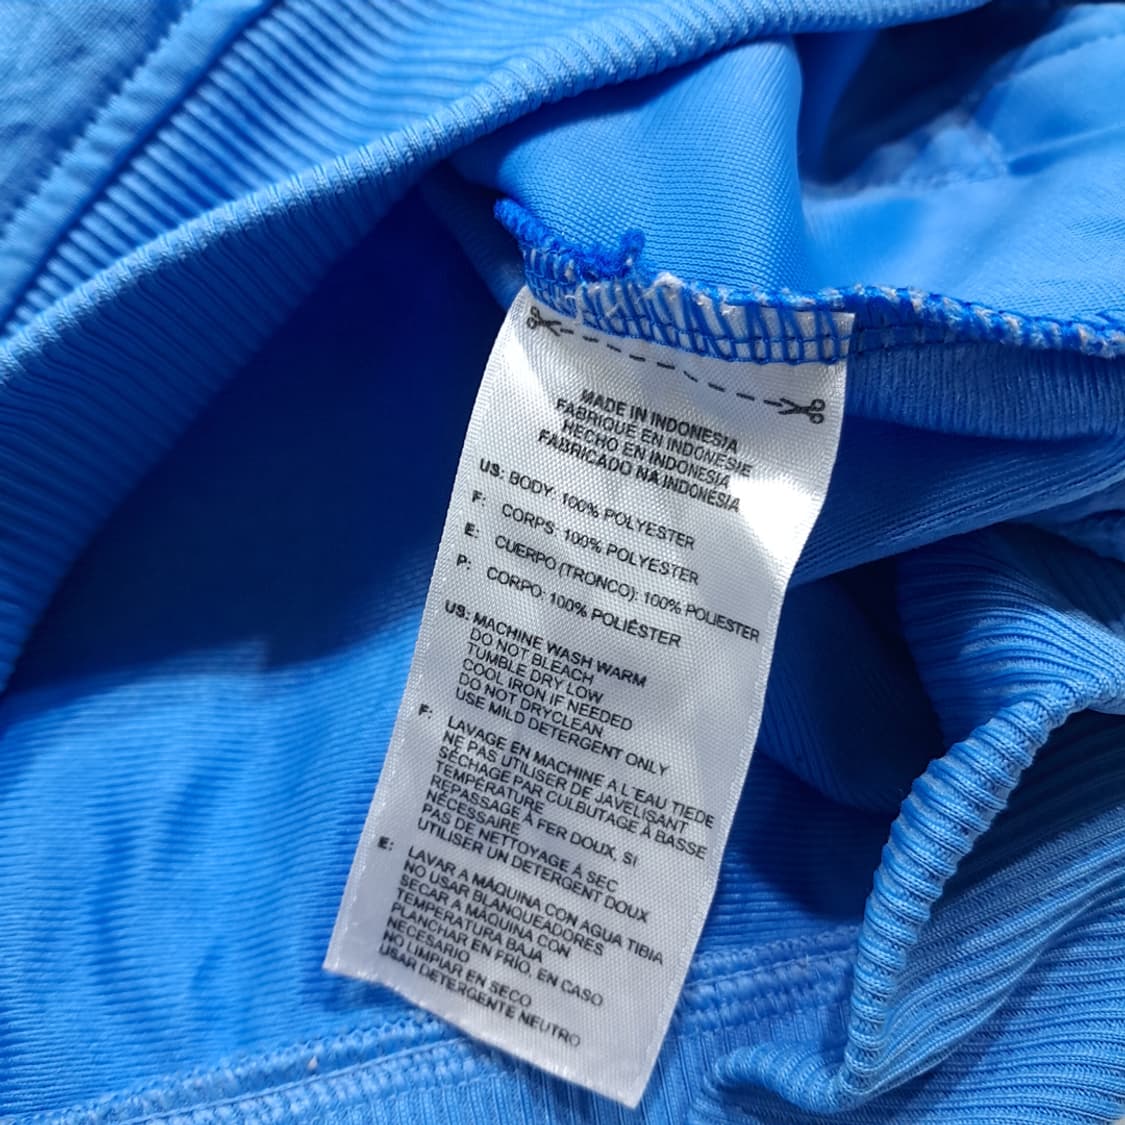 MADE IN INDONESIA
FABRIQUÉ EN INDONÉSIE
HECHO EN INDONESIA
FABRICADO NA INDONÉSIA
US: BODY: 100% POLYESTER
F: CORPS: 100% POLYESTER
E: CUERPO (TRONCO): 100% POLIESTER
P: CORPO: 100% POLIÉSTER
US: MACHINE WASH WARM
DO NOT BLEACH
TUMBLE DRY LOW
COOL IRON IF NEEDED
DO NOT DRYCLEAN
USE MILD DETERGENT ONLY
F: LAVAGE EN MACHINE A L'EAU TIEDE
NE PAS UTILISER DE JAVELISANT
SÉCHAGE PAR CULBUTAGE À BASSE
TEMPÉRATURE
REPASSAGE À FER DOUX, SI
NÉCESSAIRE
PAS DE NETTOYAGE À SEC
UTILISER UN DETERGENT DOUX
E: LAVAR A MÁQUINA CON AGUA TIBIA
NO USAR BLANQUEADORES
SECAR A MÁQUINA CON
TEMPERATURA BAJA
PLANCHAR EN FRÍO, EN CASO
NECESARIO
NO LIMPIAR EN SECO
USAR DETERGENTE NEUTRO